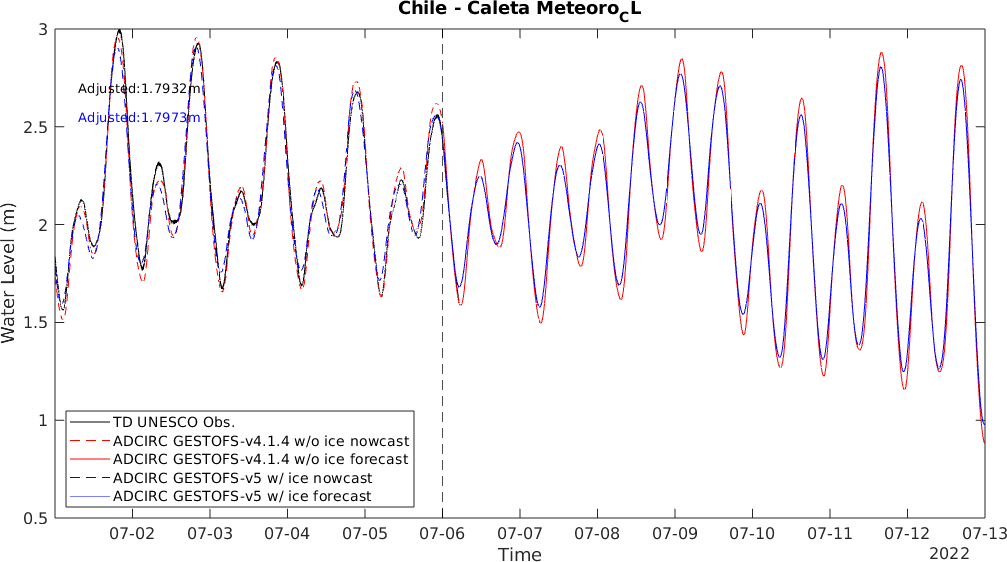 Chile - Caleta Meteoro_CL
3
Adjusted:1.7932m
Adjusted:1.7973m
2.5
2
1.5
1
0.5
Water Level (m)
TD UNESCO Obs.
ADCIRC GESTOFS-v4.1.4 w/o ice nowcast
ADCIRC GESTOFS-v4.1.4 w/o ice forecast
ADCIRC GESTOFS-v5 w/ ice nowcast
ADCIRC GESTOFS-v5 w/ ice forecast
07-02 07-03 07-04 07-05 07-06 07-07 07-08 07-09 07-10 07-11 07-12 07-13
Time
2022